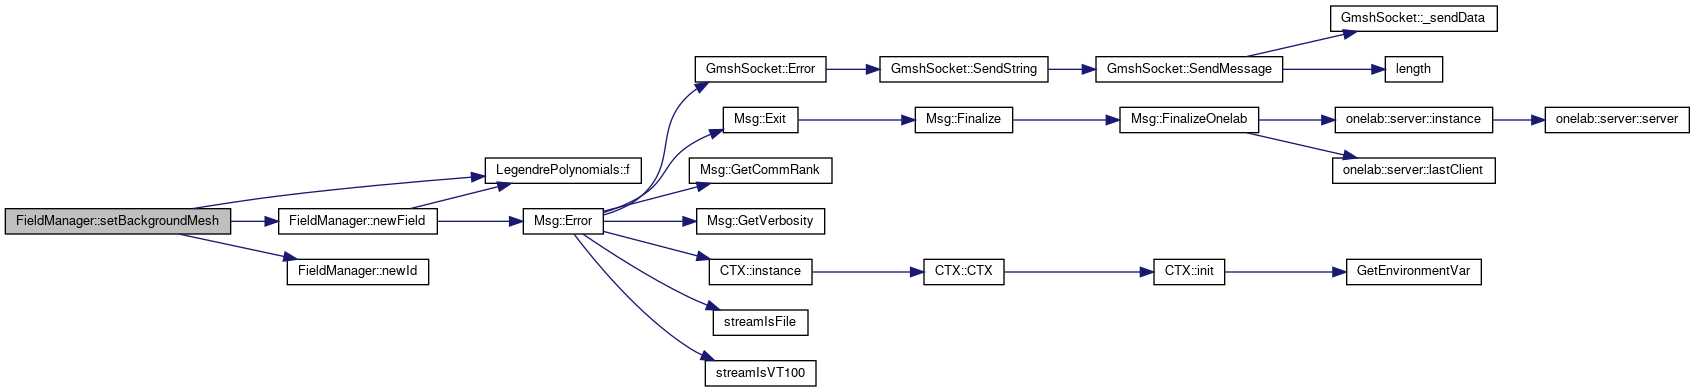 GmshSocket::_sendData
GmshSocket::Error
GmshSocket::SendString
GmshSocket::SendMessage
length
Msg::Exit
Msg::Finalize
Msg::FinalizeOnelab
onelab::server::instance
onelab::server::server
LegendrePolynomials::f
Msg::GetCommRank
onelab::server::lastClient
FieldManager::setBackgroundMesh
FieldManager::newField
Msg::Error
Msg::GetVerbosity
FieldManager::newId
CTX::instance
CTX::CTX
CTX::init
GetEnvironmentVar
streamIsFile
streamIsVT100